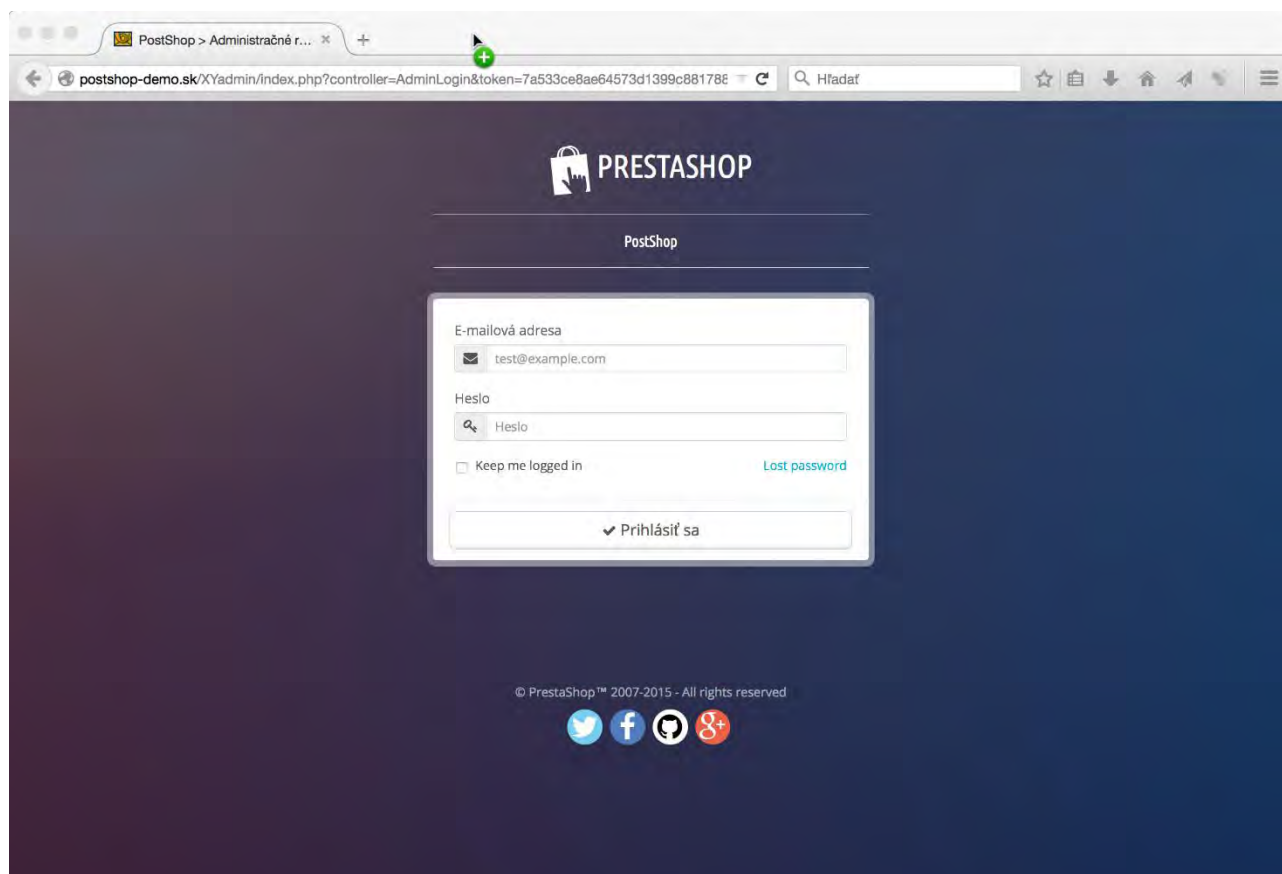 PostShop > Administračné r...
postshop-demo.sk/XYadmin/index.php?controller=AdminLogin&token=7a533ce8ae64573d1399c881788
Hľadať
PRESTASHOP
PostShop
E-mailová adresa
test@example.com
Heslo
Heslo
Keep me logged in
Lost password
Prihlásiť sa
© PrestaShop™ 2007-2015 - All rights reserved